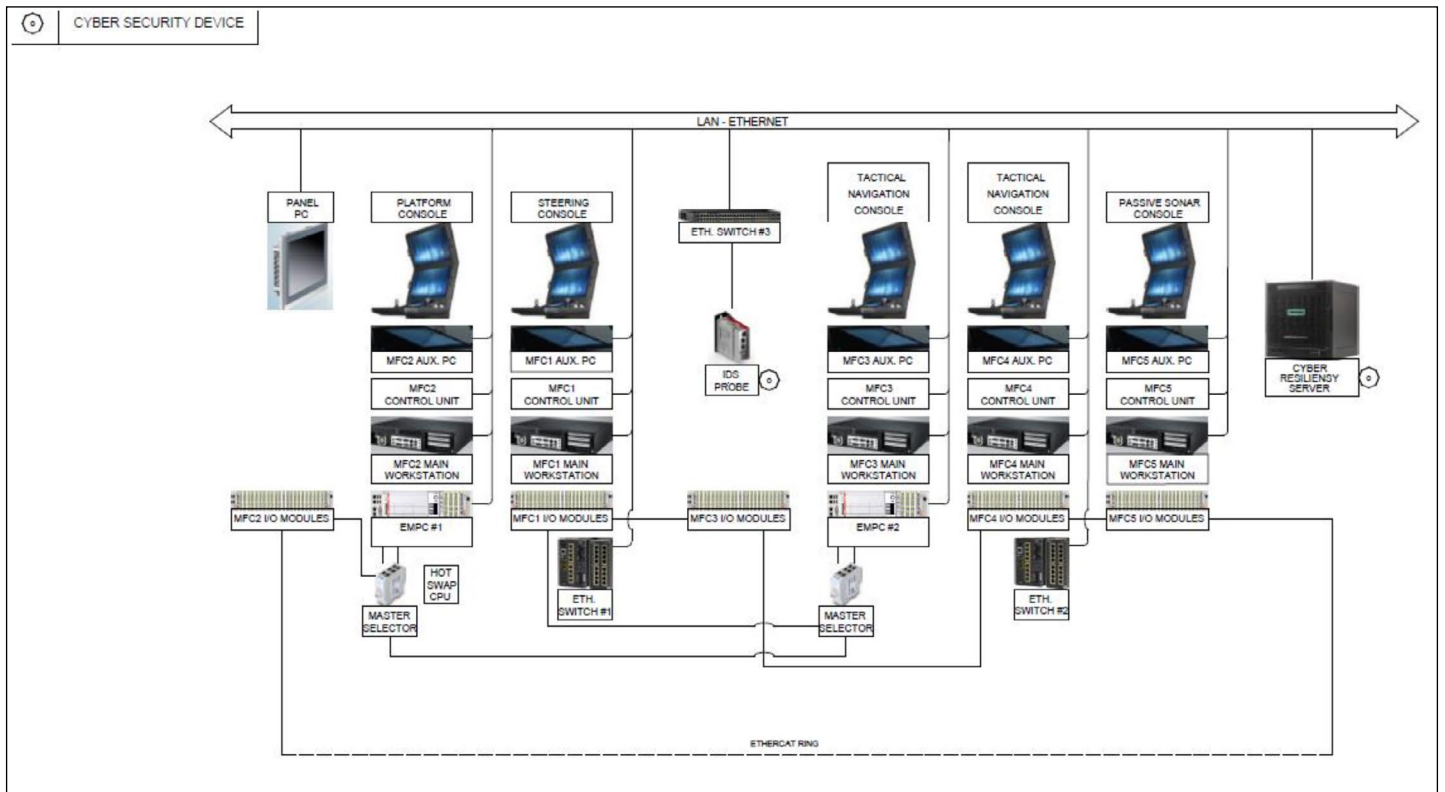 CYBER SECURITY DEVICE
LAN - ETHERNET
PANEL
PC
PLATFORM
CONSOLE
STEERING
CONSOLE
ETH. SWITCH #3
TACTICAL
NAVIGATION
CONSOLE
TACTICAL
NAVIGATION
CONSOLE
PASSIVE SONAR
CONSOLE
MFC2 AUX. PC
MFC1 AUX. PC
IDS
PROBE
MFC3 AUX. PC
MFC4 AUX. PC
MFC5 AUX. PC
CYBER
RESILIENSY
SERVER
MFC2
CONTROL UNIT
MFC1
CONTROL UNIT
MFC3
CONTROL UNIT
MFC4
CONTROL UNIT
MFC5
CONTROL UNIT
MFC2 MAIN
WORKSTATION
MFC1 MAIN
WORKSTATION
MFC3 MAIN
WORKSTATION
MFC4 MAIN
WORKSTATION
MFC5 MAIN
WORKSTATION
MFC2 I/O MODULES
EMPC #1
MFC1 I/O MODULES
MFC3 I/O MODULES
EMPC #2
MFC4 I/O MODULES
MFC5 I/O MODULES
HOT
SWAP
CPU
MASTER
SELECTOR
ETH.
SWITCH #1
MASTER
SELECTOR
ETH.
SWITCH #2
ETHERCAT RING